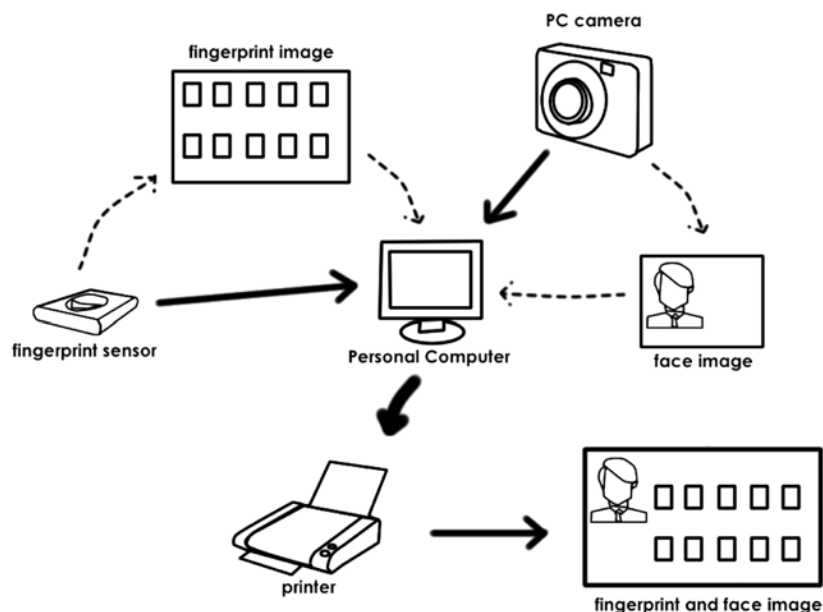 PC camera
fingerprint image
fingerprint sensor
Personal Computer
face image
printer
fingerprint and face image